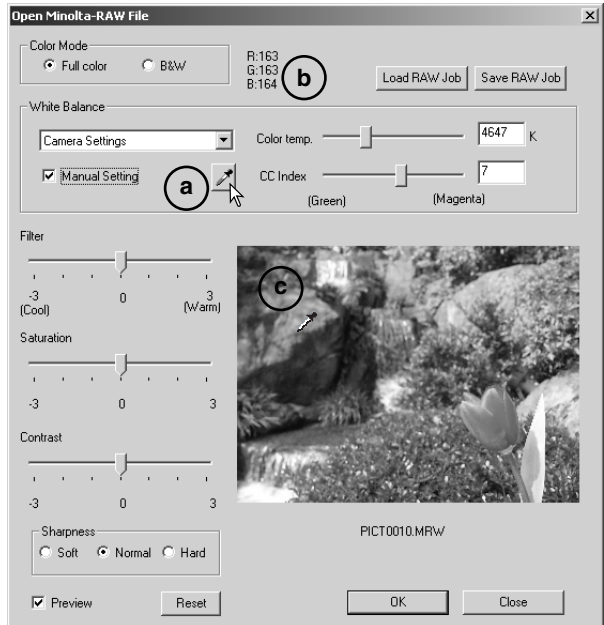 Open Minolta-RAW File
Color Mode
Full color B&W
R:163
G:163
B:164
b
Load RAW Job Save RAW Job
White Balance
Camera Settings
Color temp. 4647 K
Manual Setting
a
CC Index 7
(Green) (Magenta)
Filter
-3 0 3
(Cool) (Warm)
c
Saturation
-3 0 3
Contrast
-3 0 3
Sharpness
Soft Normal Hard
PICT0010.MRW
Preview Reset OK Close